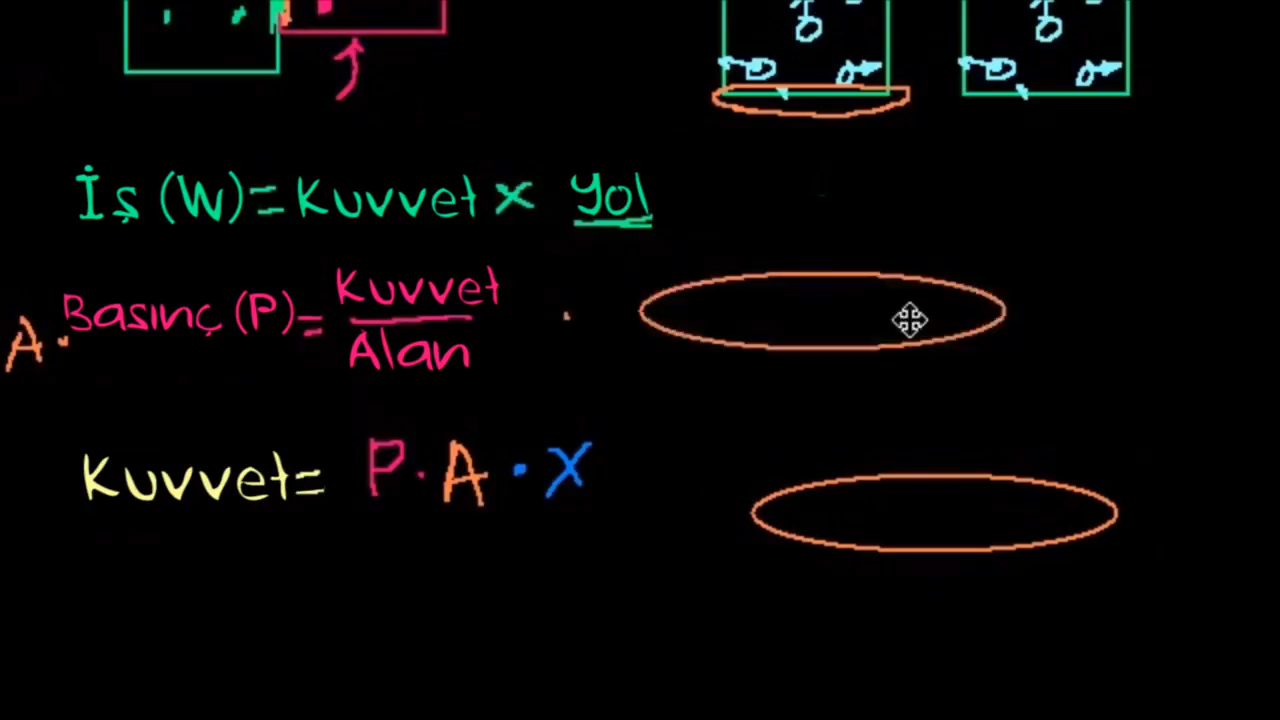 İş (W) = Kuvvet x Yol
A · Basınç (P) = Kuvvet / Alan ·
Kuvvet = P · A · X